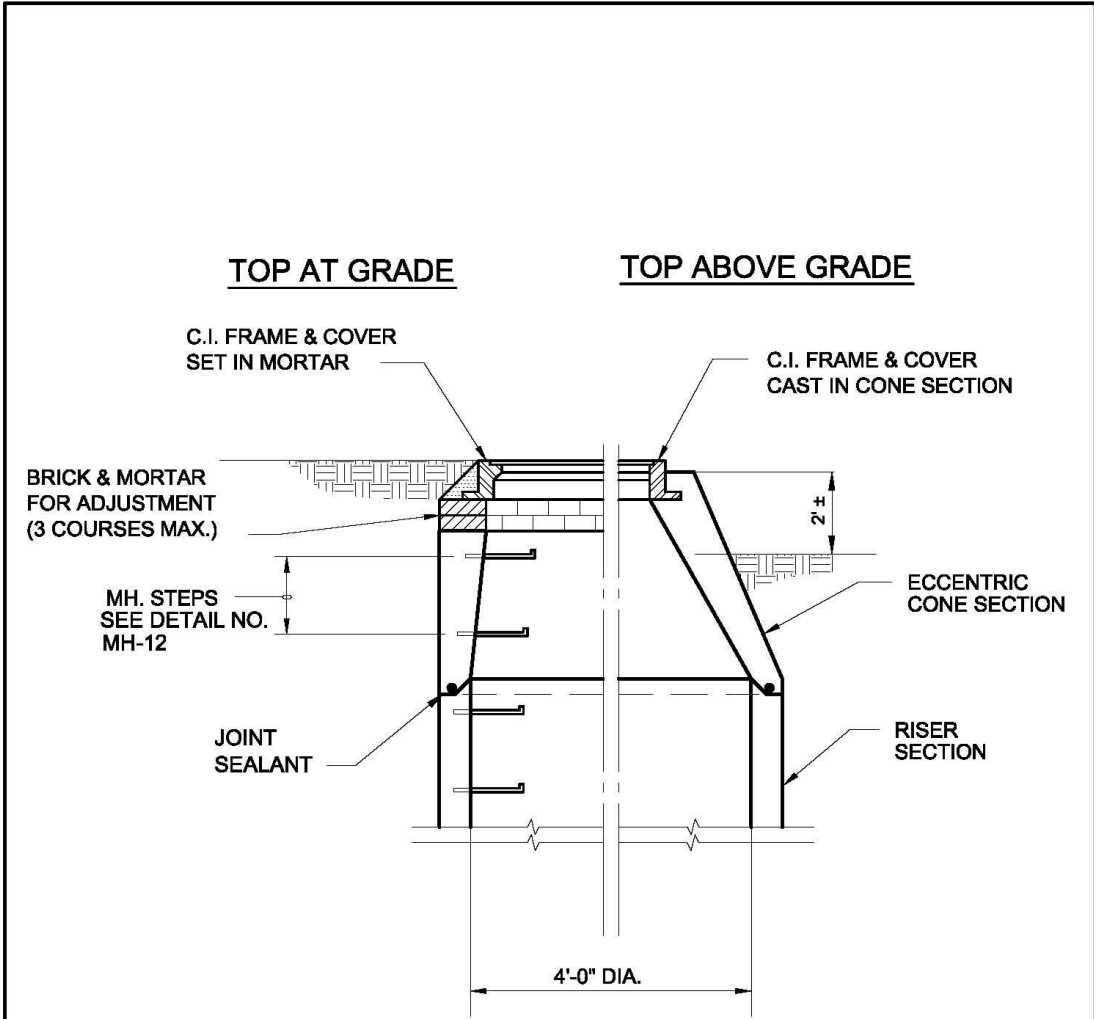 TOP AT GRADE
TOP ABOVE GRADE
C.I. FRAME & COVER
SET IN MORTAR
C.I. FRAME & COVER
CAST IN CONE SECTION
BRICK & MORTAR
FOR ADJUSTMENT
(3 COURSES MAX.)
2' ±
MH. STEPS
SEE DETAIL NO.
MH-12
ECCENTRIC
CONE SECTION
JOINT
SEALANT
RISER
SECTION
4'-0" DIA.